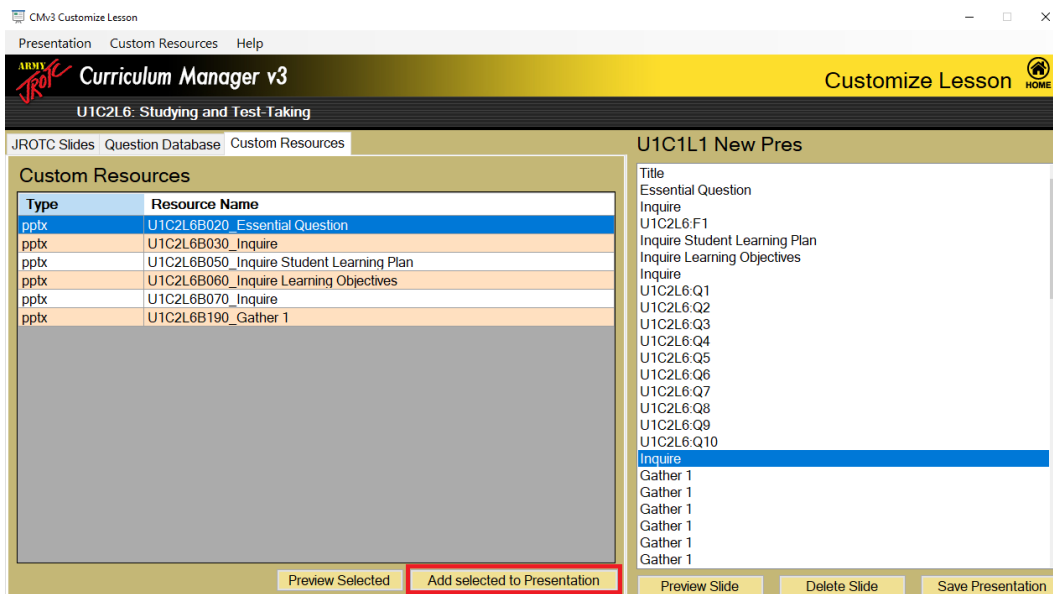 CMv3 Customize Lesson
Presentation Custom Resources Help
ARMY JROTC
Curriculum Manager v3
Customize Lesson
HOME
U1C2L6: Studying and Test-Taking
JROTC Slides Question Database Custom Resources
Custom Resources
Type Resource Name
pptx U1C2L6B020_Essential Question
pptx U1C2L6B030_Inquire
pptx U1C2L6B050_Inquire Student Learning Plan
pptx U1C2L6B060_Inquire Learning Objectives
pptx U1C2L6B070_Inquire
pptx U1C2L6B190_Gather 1
Preview Selected Add selected to Presentation
U1C1L1 New Pres
Title
Essential Question
Inquire
U1C2L6:F1
Inquire Student Learning Plan
Inquire Learning Objectives
Inquire
U1C2L6:Q1
U1C2L6:Q2
U1C2L6:Q3
U1C2L6:Q4
U1C2L6:Q5
U1C2L6:Q6
U1C2L6:Q7
U1C2L6:Q8
U1C2L6:Q9
U1C2L6:Q10
Inquire
Gather 1
Gather 1
Gather 1
Gather 1
Gather 1
Gather 1
Preview Slide Delete Slide Save Presentation